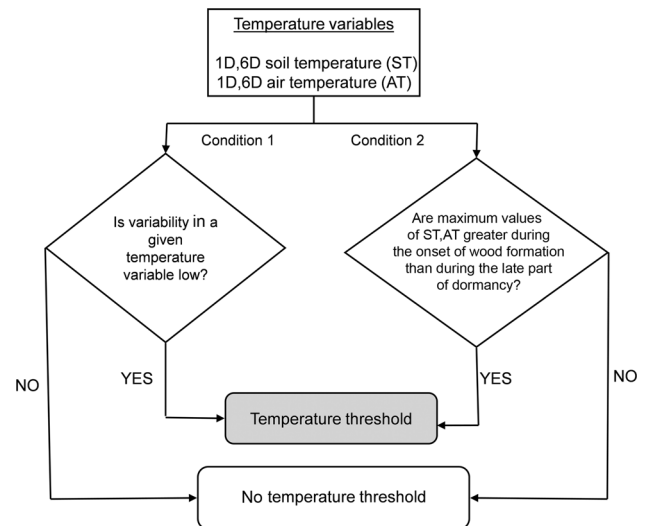 Temperature variables
1D,6D soil temperature (ST)
1D,6D air temperature (AT)
Condition 1
Condition 2
Is variability in a
given
temperature
variable low?
Are maximum values
of ST,AT greater during
the onset of wood formation
than during the late part
of dormancy?
NO
YES
YES
NO
Temperature threshold
No temperature threshold